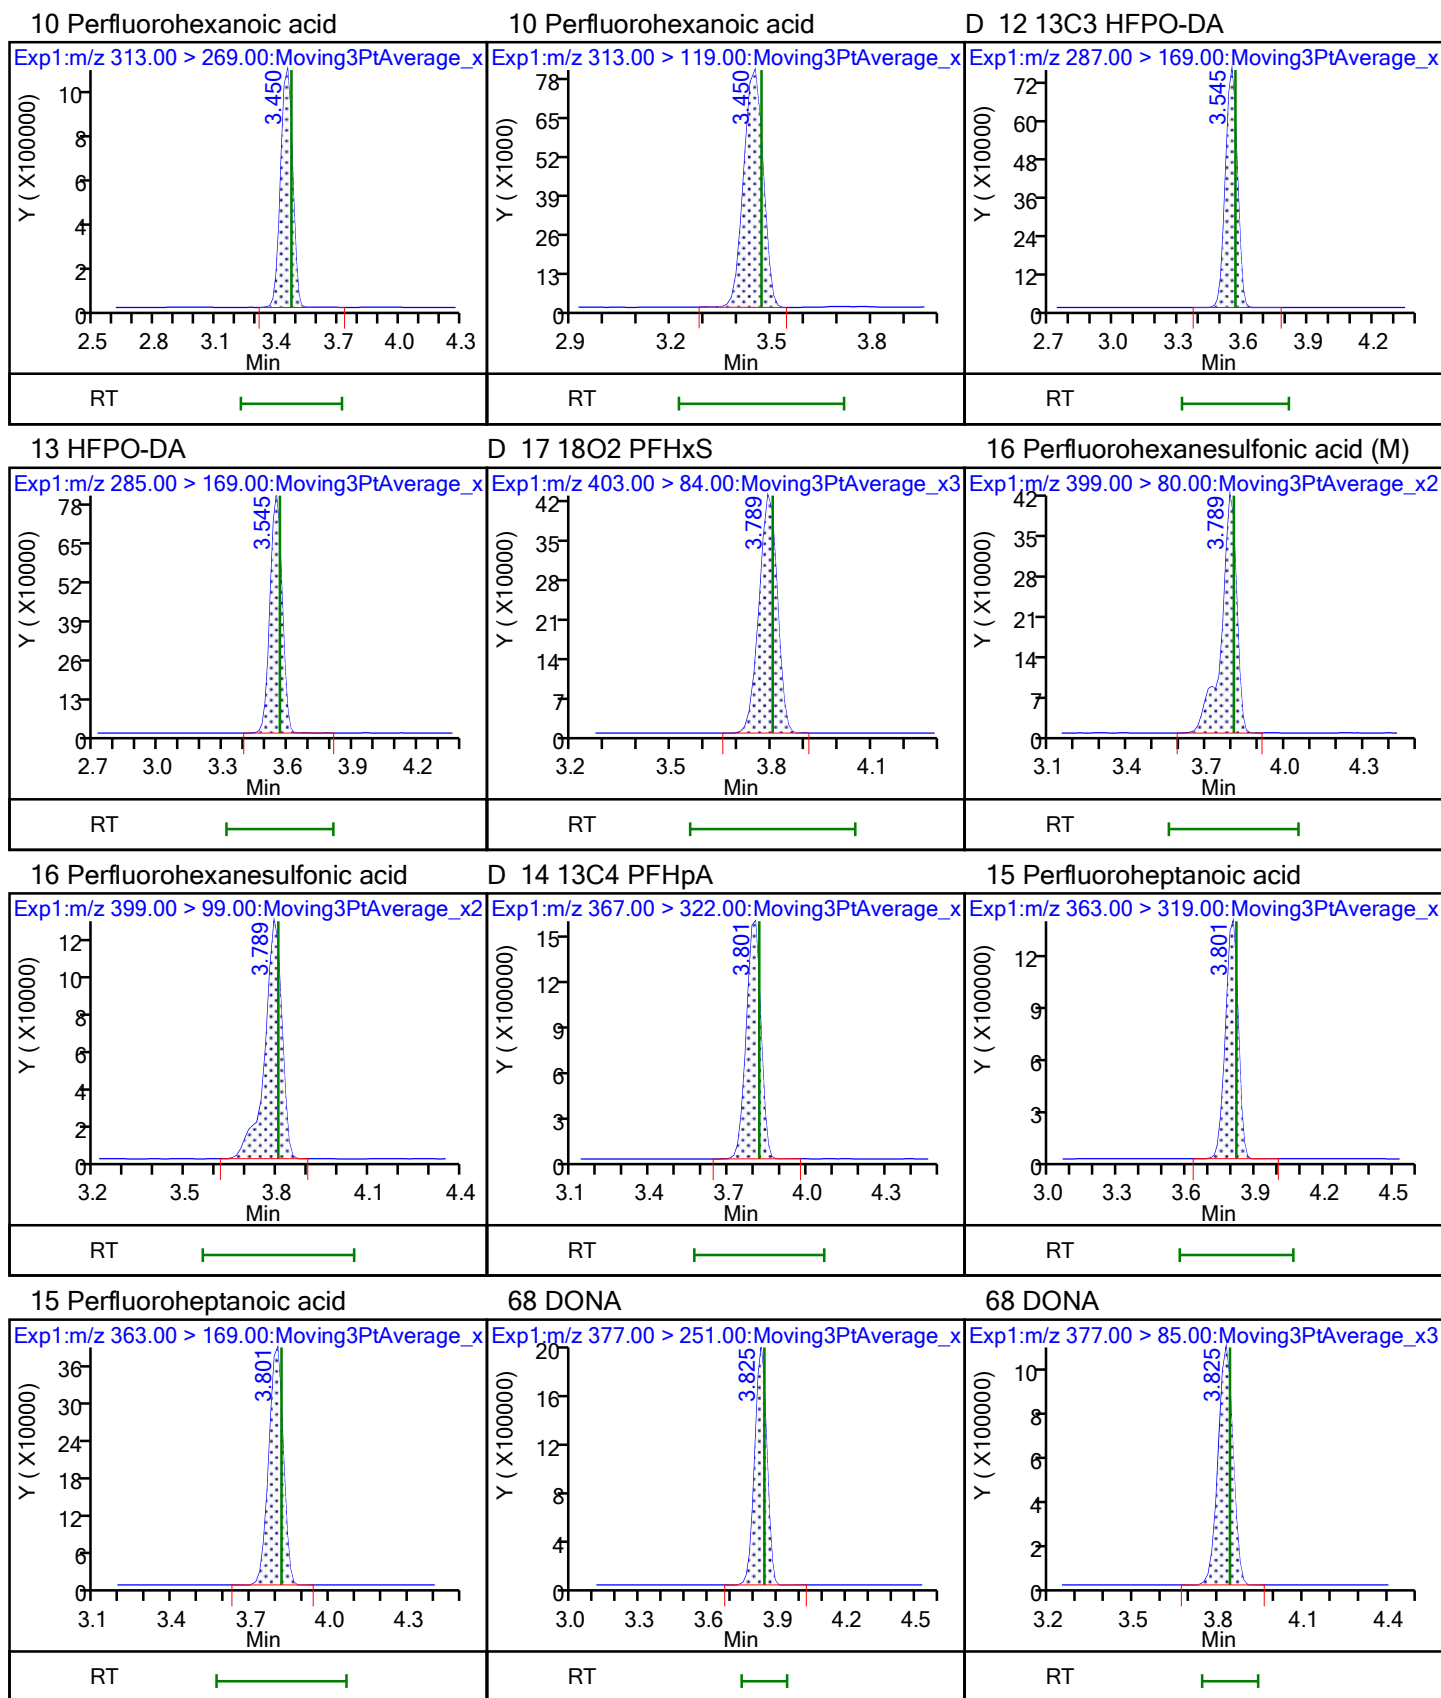 10 Perfluorohexanoic acid
Exp1:m/z 313.00 > 269.00:Moving3PtAverage_x
Y ( X100000)
10
8
6
4
2
0
3.450
2.5 2.8 3.1 3.4 3.7 4.0 4.3
Min
RT
10 Perfluorohexanoic acid
Exp1:m/z 313.00 > 119.00:Moving3PtAverage_x
Y ( X1000)
78
65
52
39
26
13
0
3.450
2.9 3.2 3.5 3.8
Min
RT
D 12 13C3 HFPO-DA
Exp1:m/z 287.00 > 169.00:Moving3PtAverage_x
Y ( X10000)
72
60
48
36
24
12
0
3.545
2.7 3.0 3.3 3.6 3.9 4.2
Min
RT
13 HFPO-DA
Exp1:m/z 285.00 > 169.00:Moving3PtAverage_x
Y ( X10000)
78
65
52
39
26
13
0
3.545
2.7 3.0 3.3 3.6 3.9 4.2
Min
RT
D 17 18O2 PFHxS
Exp1:m/z 403.00 > 84.00:Moving3PtAverage_x3
Y ( X10000)
42
35
28
21
14
7
0
3.789
3.2 3.5 3.8 4.1
Min
RT
16 Perfluorohexanesulfonic acid (M)
Exp1:m/z 399.00 > 80.00:Moving3PtAverage_x2
Y ( X10000)
42
35
28
21
14
7
0
3.789
3.1 3.4 3.7 4.0 4.3
Min
RT
16 Perfluorohexanesulfonic acid
Exp1:m/z 399.00 > 99.00:Moving3PtAverage_x2
Y ( X10000)
12
10
8
6
4
2
0
3.789
3.2 3.5 3.8 4.1 4.4
Min
RT
D 14 13C4 PFHpA
Exp1:m/z 367.00 > 322.00:Moving3PtAverage_x
Y ( X100000)
15
12
9
6
3
0
3.801
3.1 3.4 3.7 4.0 4.3
Min
RT
15 Perfluoroheptanoic acid
Exp1:m/z 363.00 > 319.00:Moving3PtAverage_x
Y ( X100000)
12
9
6
3
0
3.801
3.0 3.3 3.6 3.9 4.2 4.5
Min
RT
15 Perfluoroheptanoic acid
Exp1:m/z 363.00 > 169.00:Moving3PtAverage_x
Y ( X10000)
36
30
24
18
12
6
0
3.801
3.1 3.4 3.7 4.0 4.3
Min
RT
68 DONA
Exp1:m/z 377.00 > 251.00:Moving3PtAverage_x
Y ( X100000)
20
16
12
8
4
0
3.825
3.0 3.3 3.6 3.9 4.2 4.5
Min
RT
68 DONA
Exp1:m/z 377.00 > 85.00:Moving3PtAverage_x3
Y ( X100000)
10
8
6
4
2
0
3.825
3.2 3.5 3.8 4.1 4.4
Min
RT